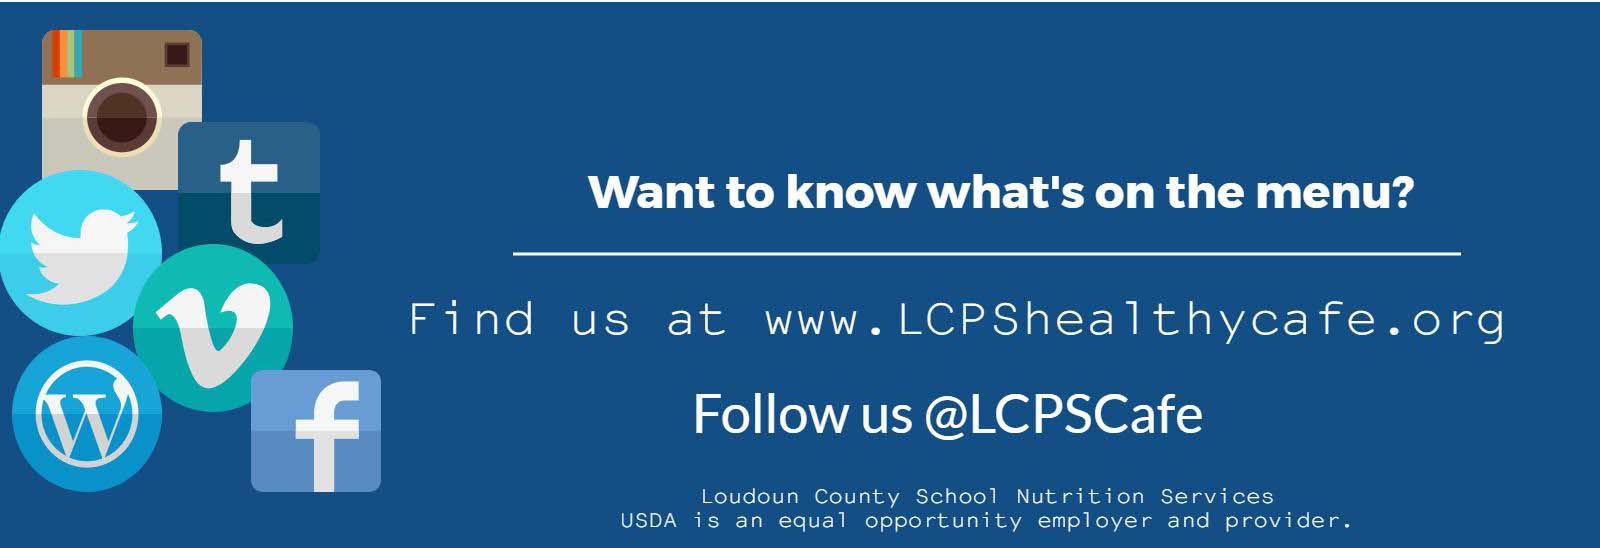 Want to know what's on the menu?
Find us at www.LCPShealthycafe.org
Follow us @LCPSCafe
Loudoun County School Nutrition Services
USDA is an equal opportunity employer and provider.